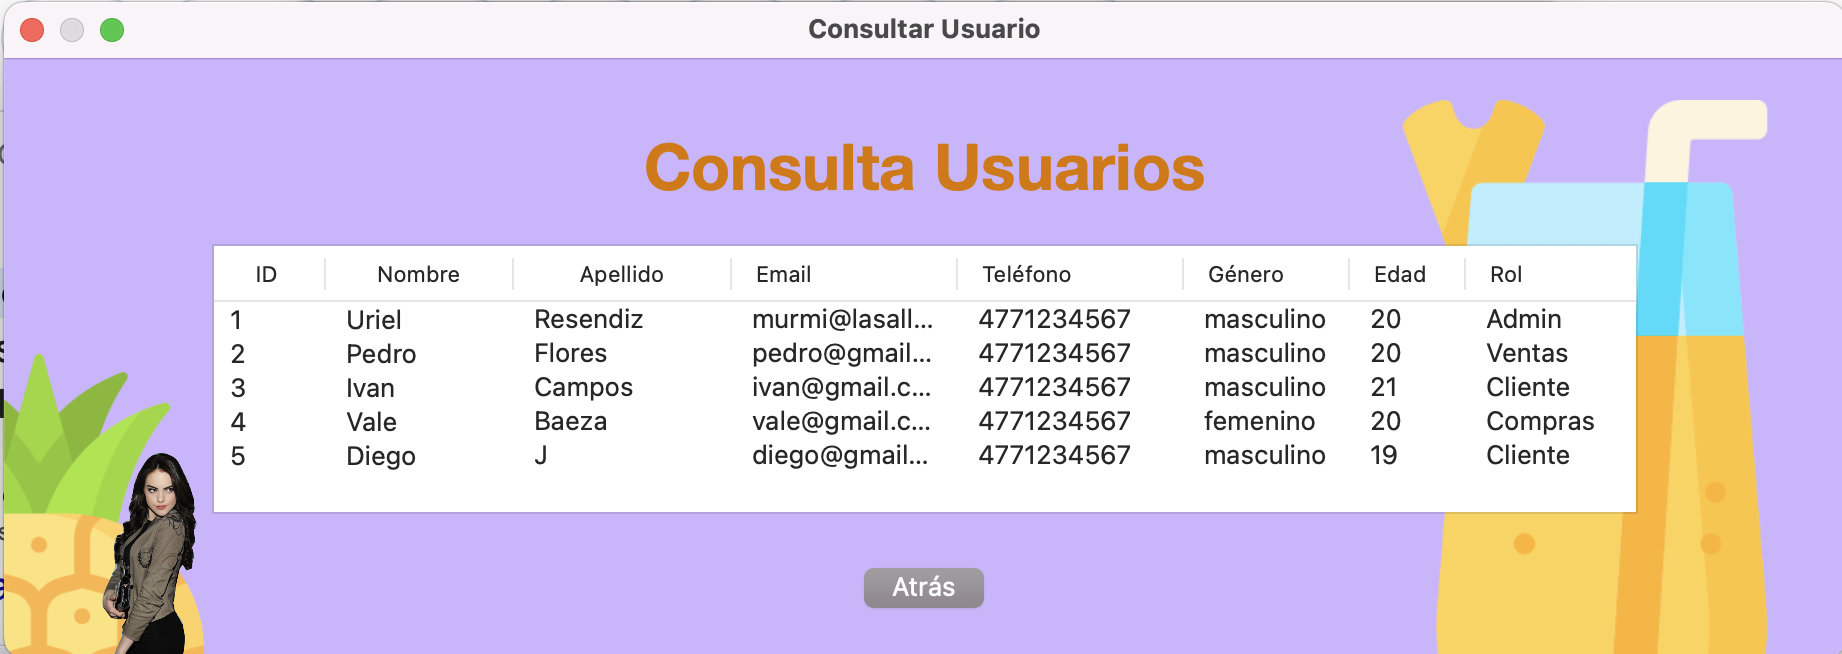 Consultar Usuario
Consulta Usuarios
ID Nombre Apellido Email Teléfono Género Edad Rol
1 Uriel Resendiz murmi@lasall... 4771234567 masculino 20 Admin
2 Pedro Flores pedro@gmail... 4771234567 masculino 20 Ventas
3 Ivan Campos ivan@gmail.c... 4771234567 masculino 21 Cliente
4 Vale Baeza vale@gmail.c... 4771234567 femenino 20 Compras
5 Diego J diego@gmail... 4771234567 masculino 19 Cliente
Atrás